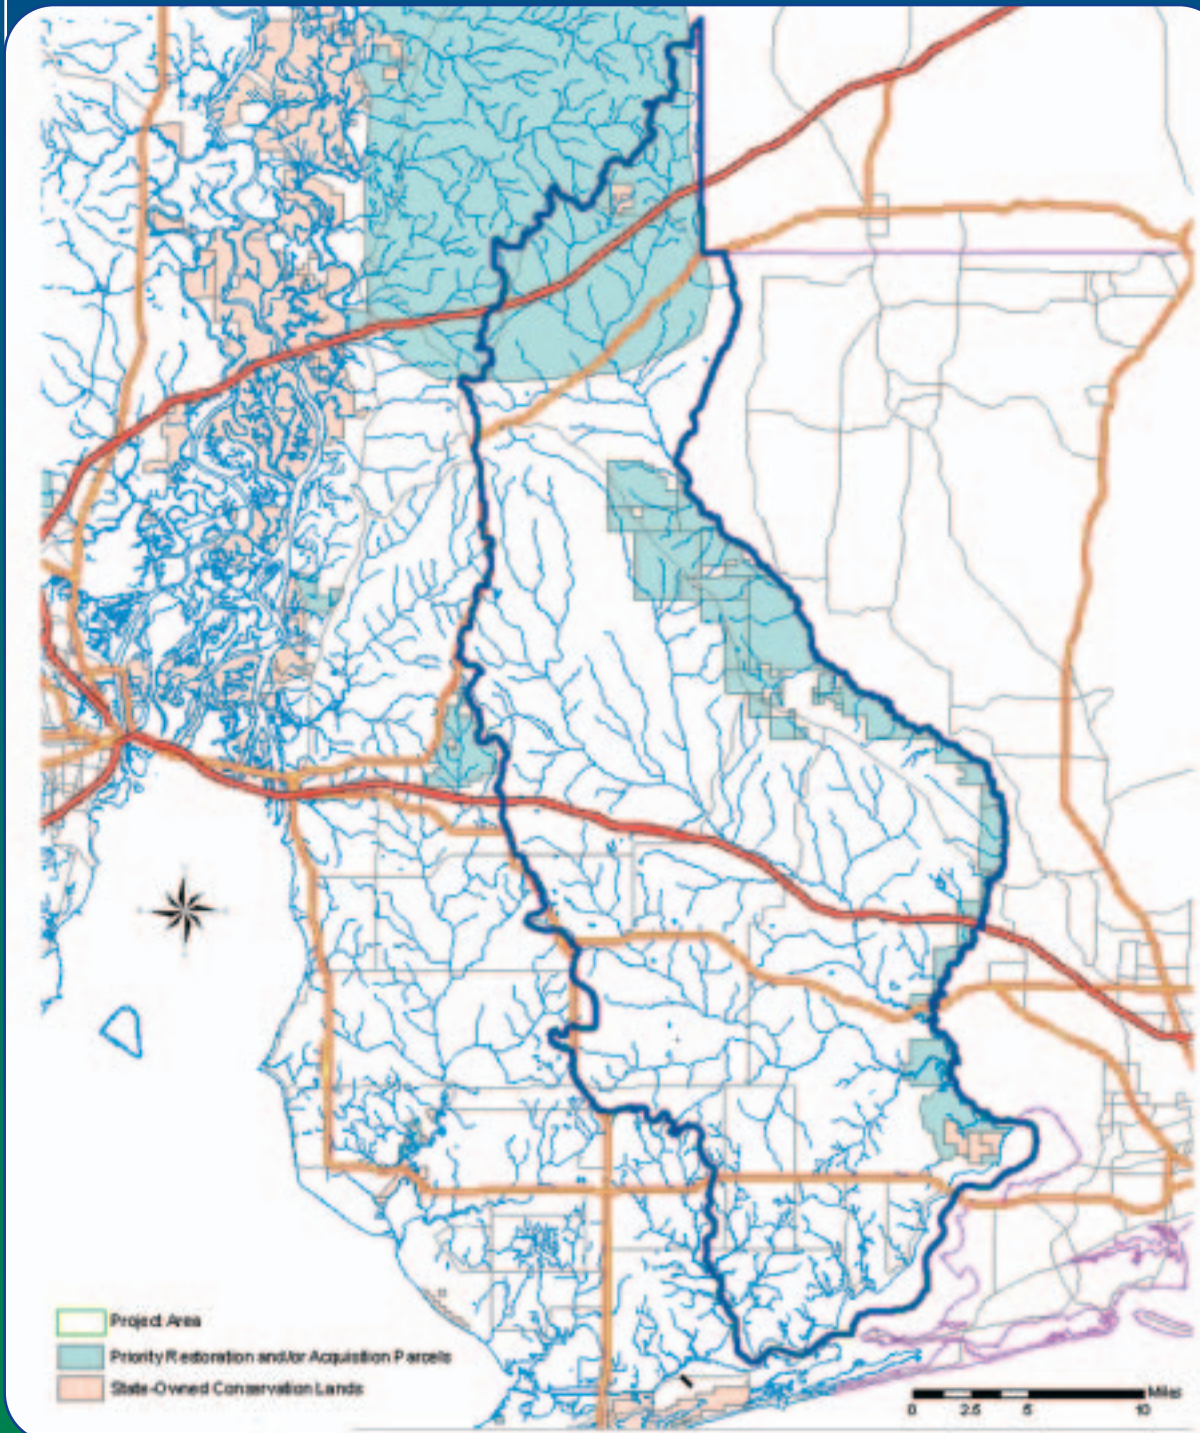 Project Area
Priority Restoration and/or Acquisition Parcels
State-Owned Conservation Lands
Miles
0 2.5 5 10